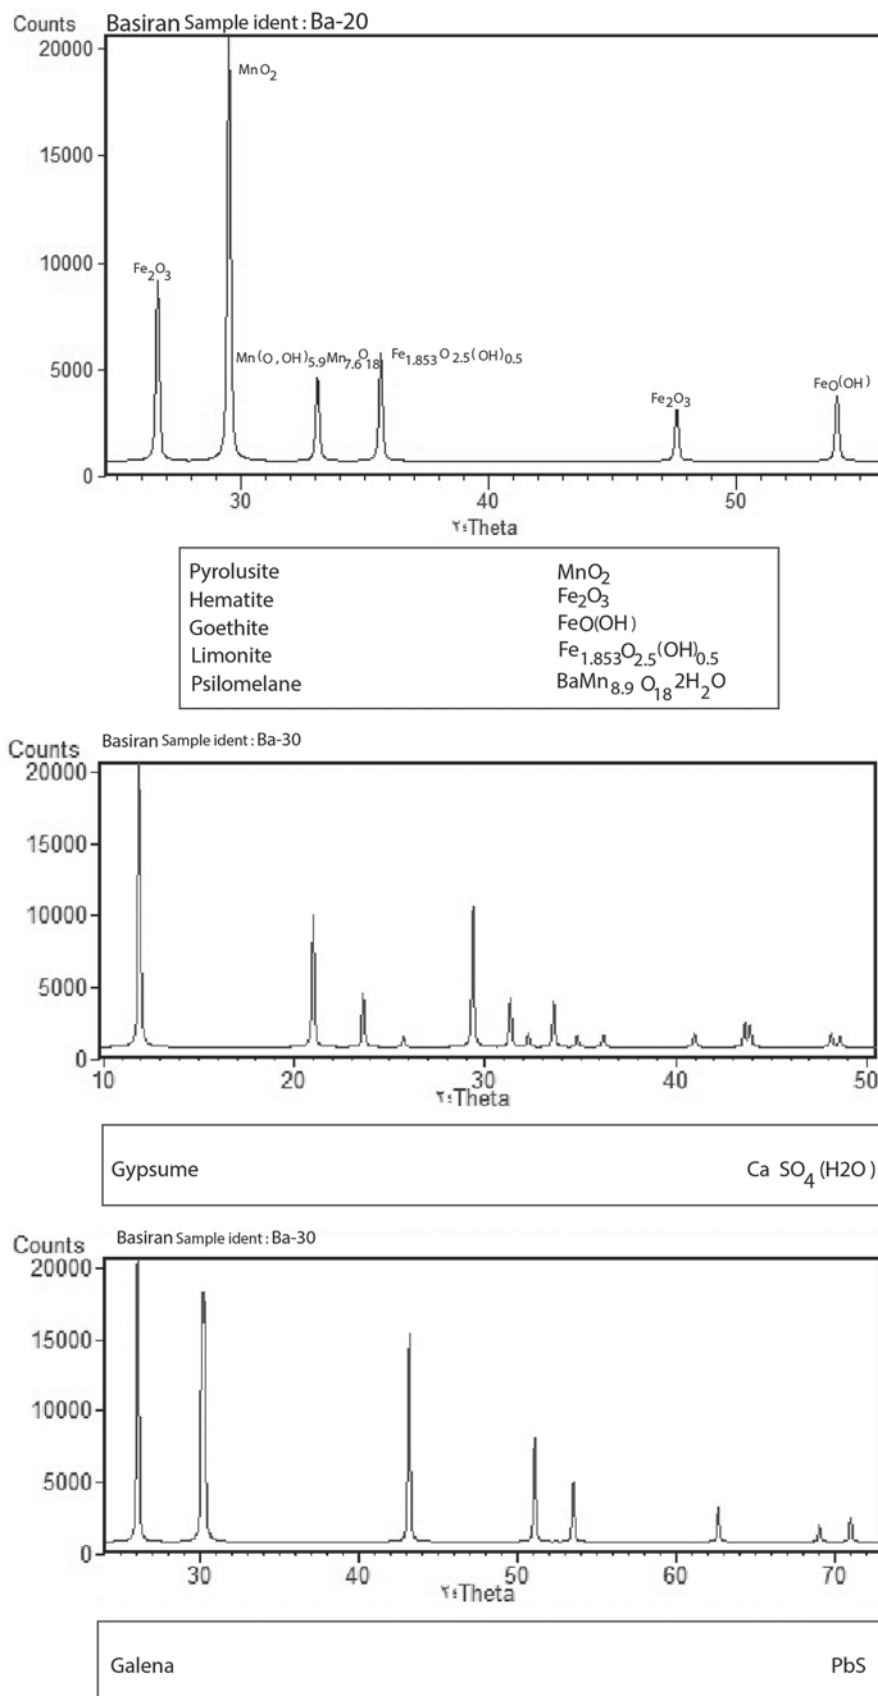 Counts Basiran Sample ident : Ba-20
20000
15000
10000
5000
0
MnO2
Fe2O3
Mn(O,OH)5.9Mn7.6O18 Fe1.853O2.5(OH)0.5
Fe2O3
FeO(OH)
30 40 50
۲٤Theta
Pyrolusite MnO2
Hematite Fe2O3
Goethite FeO(OH)
Limonite Fe1.853O2.5(OH)0.5
Psilomelane BaMn8.9 O18 2H2O
Counts Basiran Sample ident : Ba-30
20000
15000
10000
5000
0
10 20 30 40 50
۲٤Theta
Gypsume Ca SO4 (H2O)
Basiran Sample ident : Ba-30
Counts
20000
15000
10000
5000
0
30 40 50 60 70
۲٤Theta
Galena PbS